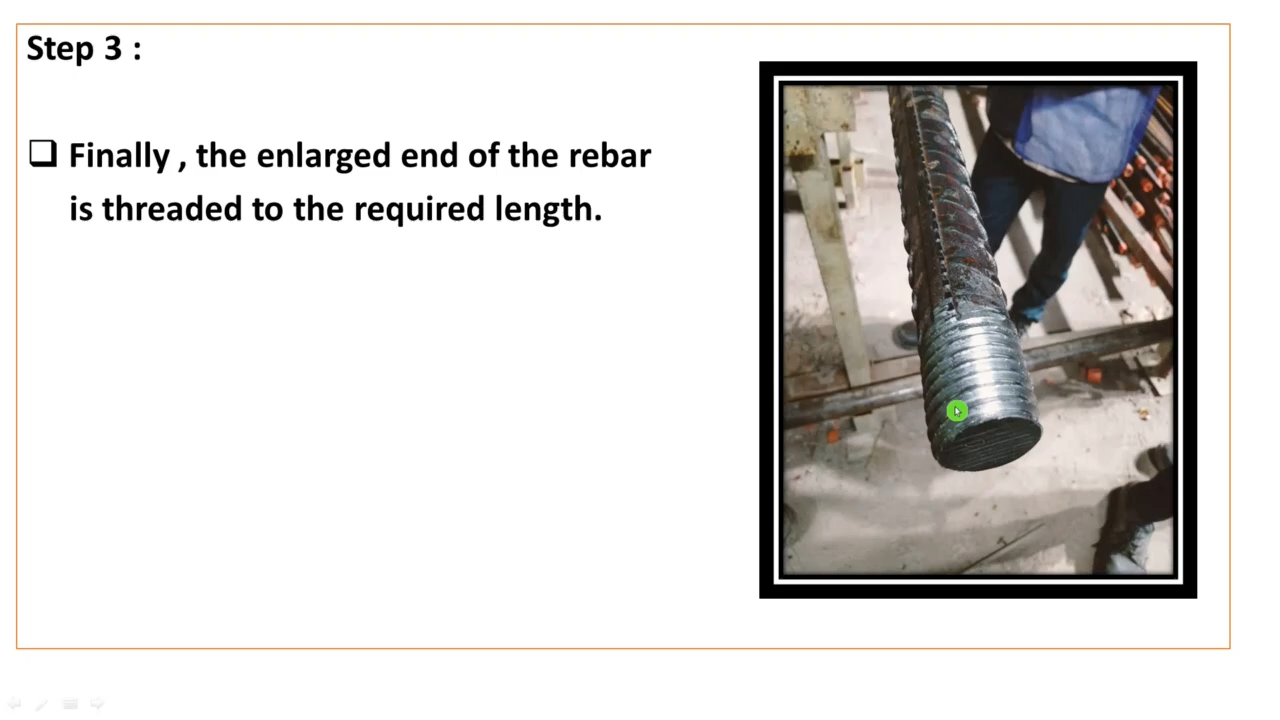 Step 3 :
❑ Finally , the enlarged end of the rebar
is threaded to the required length.